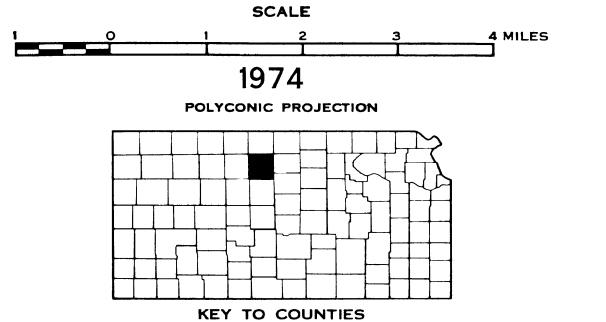 SCALE
1 0 1 2 3 4 MILES
1974
POLYCONIC PROJECTION
KEY TO COUNTIES